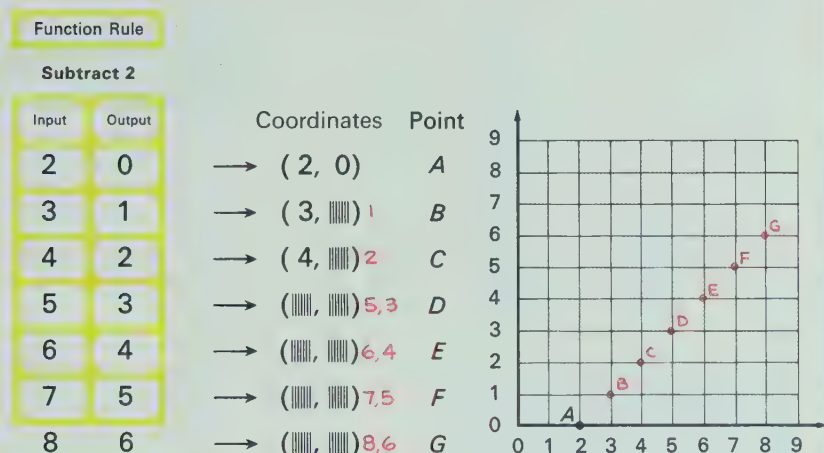 Function Rule
Subtract 2
Input Output Coordinates Point
2 0 ( 2, 0) A
3 1 ( 3, ) 1 B
4 2 ( 4, ) 2 C
5 3 ( , ) 5,3 D
6 4 ( , ) 6,4 E
7 5 ( , ) 7,5 F
8 6 ( , ) 8,6 G
9
8
7
6 G
5 F
4 E
3 D
2 C
1 B
0 A
0 1 2 3 4 5 6 7 8 9